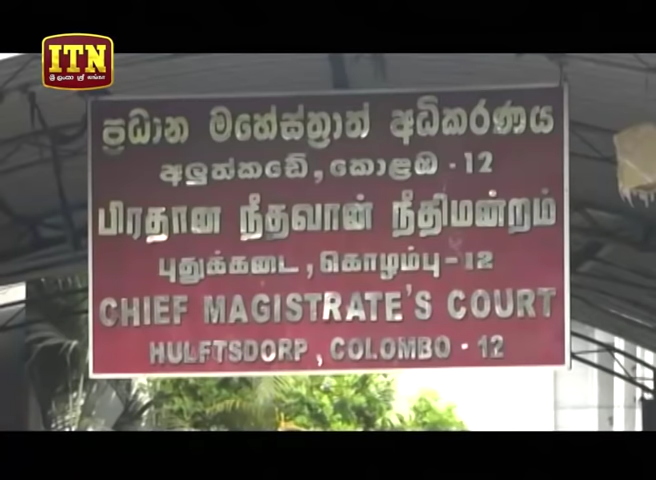 ITN
ශ්‍රී ලංකා ஸ்ரீ லங்கா
ප්‍රධාන මහේස්ත්‍රාත් අධිකරණය
අලුත්කඩේ, කොළඹ - 12
பிரதான நீதவான் நீதிமன்றம்
புதுக்கடை, கொழும்பு - 12
CHIEF MAGISTRATE'S COURT
HULFTSDORP, COLOMBO - 12